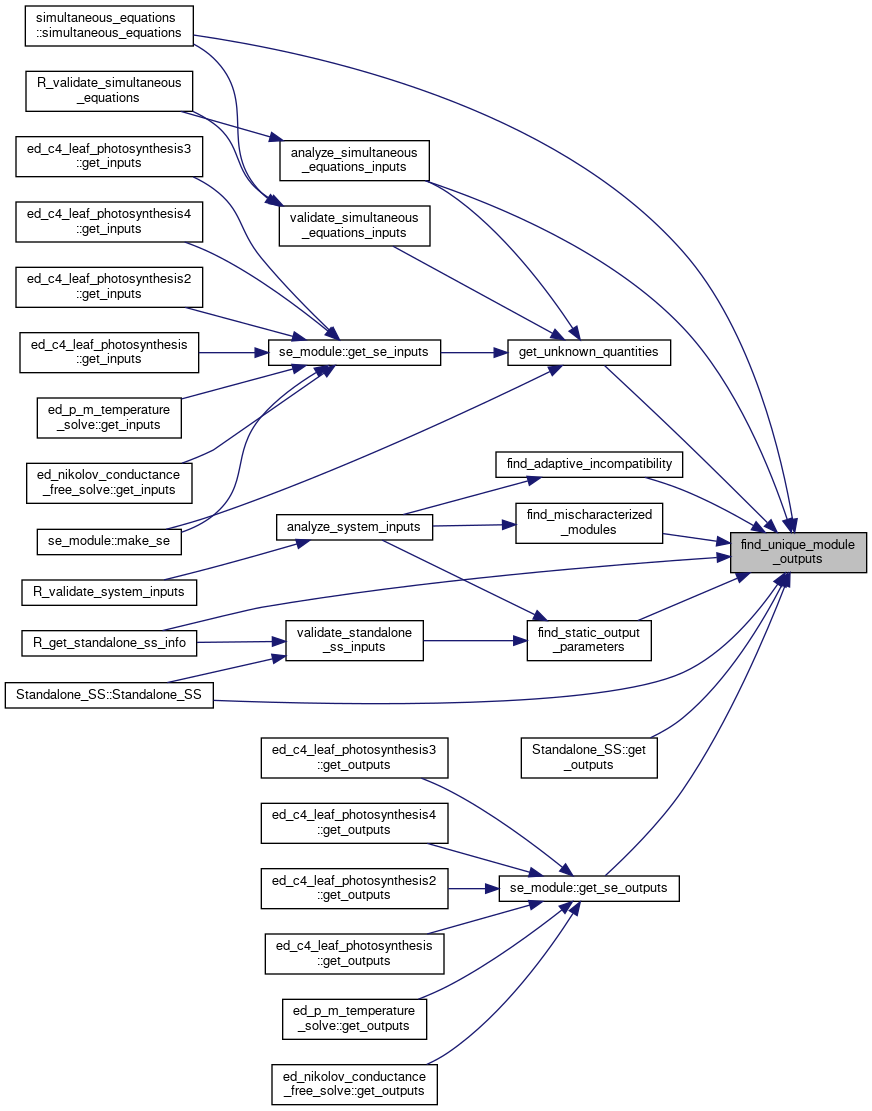 simultaneous_equations
::simultaneous_equations
R_validate_simultaneous
_equations
ed_c4_leaf_photosynthesis3
::get_inputs
analyze_simultaneous
_equations_inputs
ed_c4_leaf_photosynthesis4
::get_inputs
validate_simultaneous
_equations_inputs
ed_c4_leaf_photosynthesis2
::get_inputs
ed_c4_leaf_photosynthesis
::get_inputs
se_module::get_se_inputs
get_unknown_quantities
ed_p_m_temperature
_solve::get_inputs
ed_nikolov_conductance
_free_solve::get_inputs
find_adaptive_incompatibility
se_module::make_se
analyze_system_inputs
find_mischaracterized
_modules
find_unique_module
_outputs
R_validate_system_inputs
R_get_standalone_ss_info
validate_standalone
_ss_inputs
find_static_output
_parameters
Standalone_SS::Standalone_SS
ed_c4_leaf_photosynthesis3
::get_outputs
Standalone_SS::get
_outputs
ed_c4_leaf_photosynthesis4
::get_outputs
ed_c4_leaf_photosynthesis2
::get_outputs
se_module::get_se_outputs
ed_c4_leaf_photosynthesis
::get_outputs
ed_p_m_temperature
_solve::get_outputs
ed_nikolov_conductance
_free_solve::get_outputs